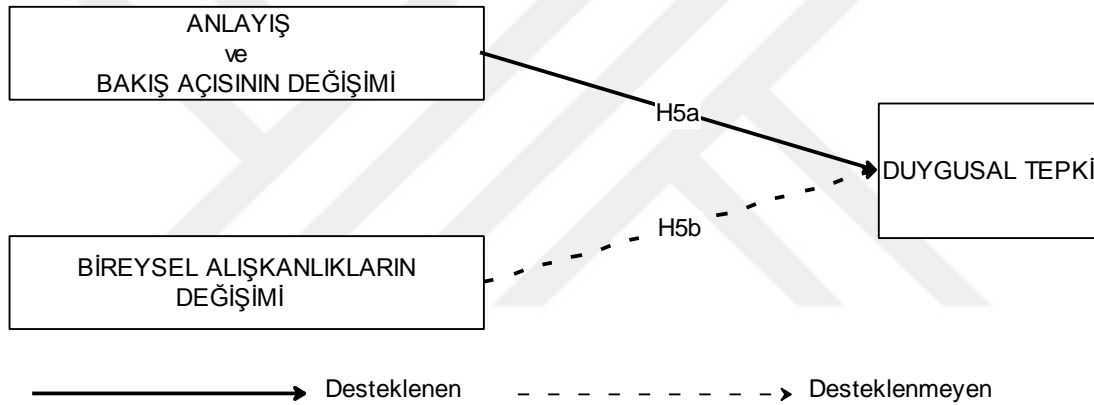 ANLAYIŞ
ve
BAKIŞ AÇISININ DEĞİŞİMİ
H5a
DUYGUSAL TEPKİ
H5b
BİREYSEL ALIŞKANLIKLARIN
DEĞİŞİMİ
Desteklenen
Desteklenmeyen